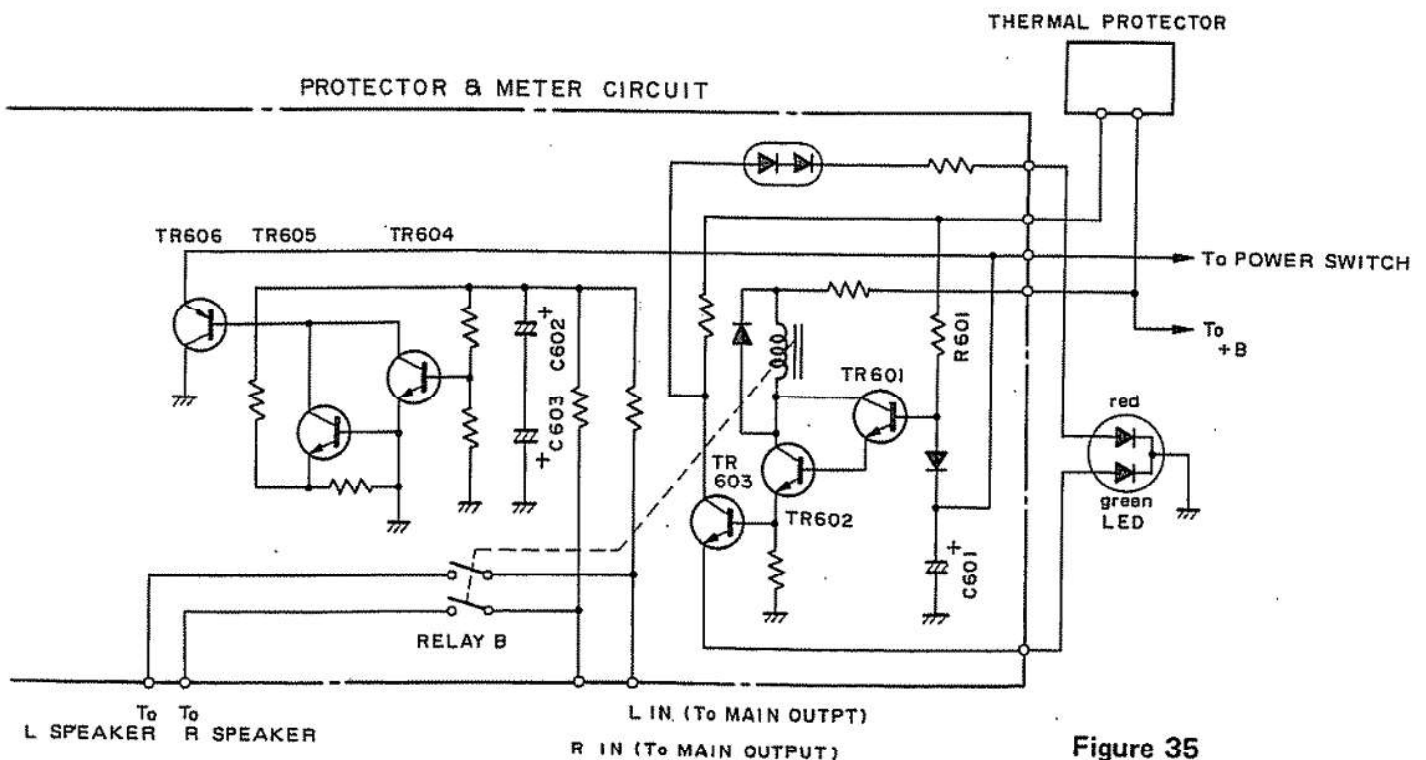 THERMAL PROTECTOR
PROTECTOR & METER CIRCUIT
TR606 TR605 TR604
To POWER SWITCH
To
+B
C602
C603
R601
TR601
red
TR
603
TR602
green
LED
C601
+
+
+
RELAY B
To To
L SPEAKER R SPEAKER
L IN (To MAIN OUTPT)
R IN (To MAIN OUTPUT)
Figure 35